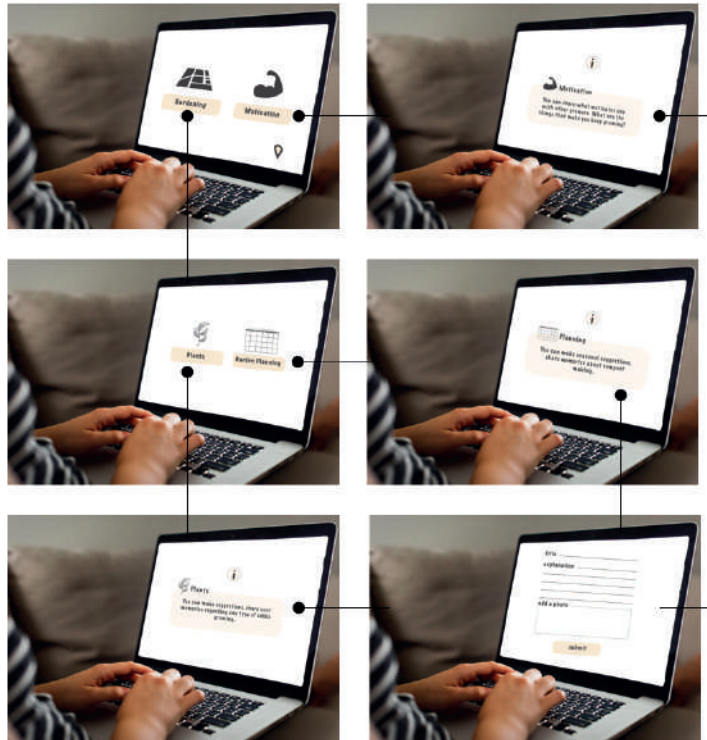 Gardening
Motivation
Motivation
You can share what motivates you
with other growers. What are the
things that make you keep growing?
Plants
Garden Planning
Planning
You can make seasonal suggestions,
share memories about compost
making.
Plants
You can make suggestions, share your
memories regarding any type of edible
growing.
title
explanation
add a photo
submit